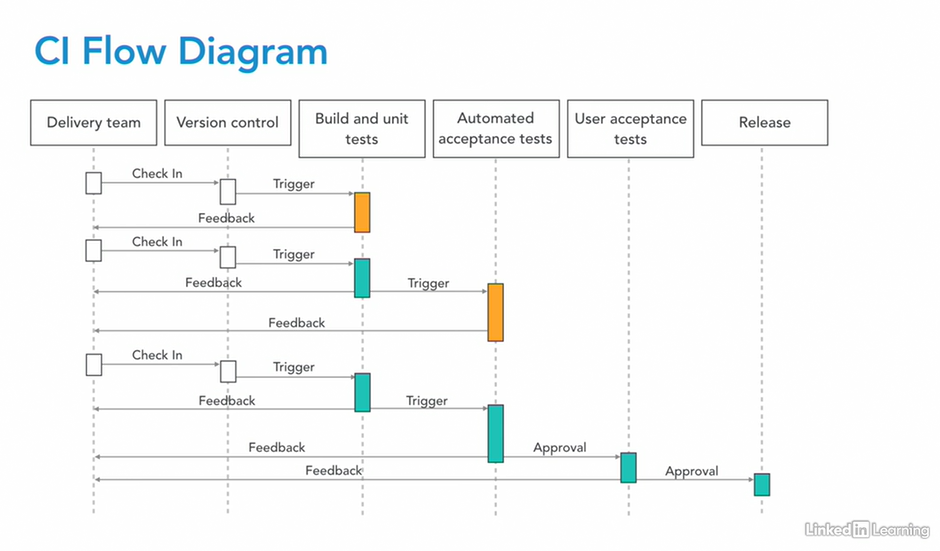 CI Flow Diagram
Delivery team
Version control
Build and unit
tests
Automated
acceptance tests
User acceptance
tests
Release
Check In
Trigger
Feedback
Check In
Trigger
Feedback
Trigger
Feedback
Check In
Trigger
Feedback
Trigger
Feedback
Approval
Feedback
Approval
Linked in Learning